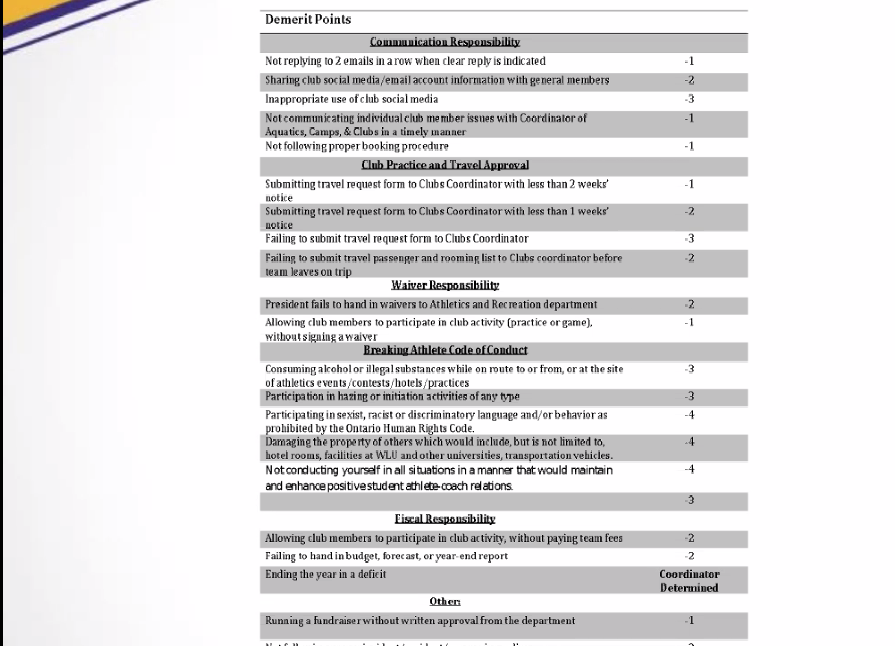 Demerit Points
Communication Responsibility
Not replying to 2 emails in a row when clear reply is indicated -1
Sharing club social media/email account information with general members -2
Inappropriate use of club social media -3
Not communicating individual club member issues with Coordinator of -1
Aquatics, Camps, & Clubs in a timely manner
Not following proper booking procedure -1
Club Practice and Travel Approval
Submitting travel request form to Clubs Coordinator with less than 2 weeks' -1
notice
Submitting travel request form to Clubs Coordinator with less than 1 weeks' -2
notice
Failing to submit travel request form to Clubs Coordinator -3
Failing to submit travel passenger and rooming list to Clubs coordinator before -2
team leaves on trip
Waiver Responsibility
President fails to hand in waivers to Athletics and Recreation department -2
Allowing club members to participate in club activity (practice or game), -1
without signing a waiver
Breaking Athlete Code of Conduct
Consuming alcohol or illegal substances while on route to or from, or at the site -3
of athletics events/contests/hotels/practices
Participation in hazing or initiation activities of any type -3
Participating in sexist, racist or discriminatory language and/or behavior as -4
prohibited by the Ontario Human Rights Code.
Damaging the property of others which would include, but is not limited to, -4
hotel rooms, facilities at WLU and other universities, transportation vehicles.
Not conducting yourself in all situations in a manner that would maintain -4
and enhance positive student athlete-coach relations.
-3
Fiscal Responsibility
Allowing club members to participate in club activity, without paying team fees -2
Failing to hand in budget, forecast, or year-end report -2
Ending the year in a deficit Coordinator
Determined
Other:
Running a fundraiser without written approval from the department -1